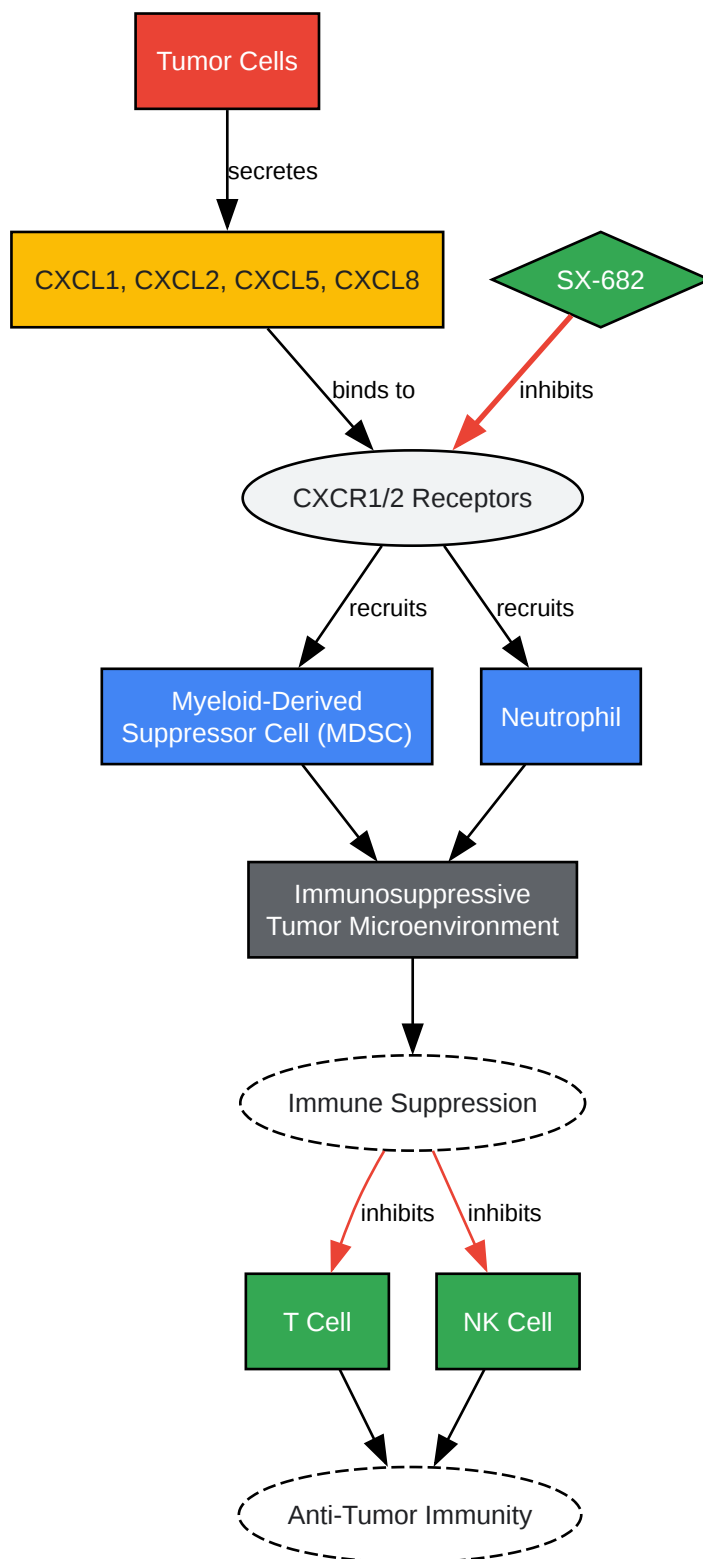 Tumor Cells
secretes
CXCL1, CXCL2, CXCL5, CXCL8
SX-682
binds to
inhibits
CXCR1/2 Receptors
recruits
recruits
Myeloid-Derived
Suppressor Cell (MDSC)
Neutrophil
Immunosuppressive
Tumor Microenvironment
Immune Suppression
inhibits
inhibits
T Cell
NK Cell
Anti-Tumor Immunity